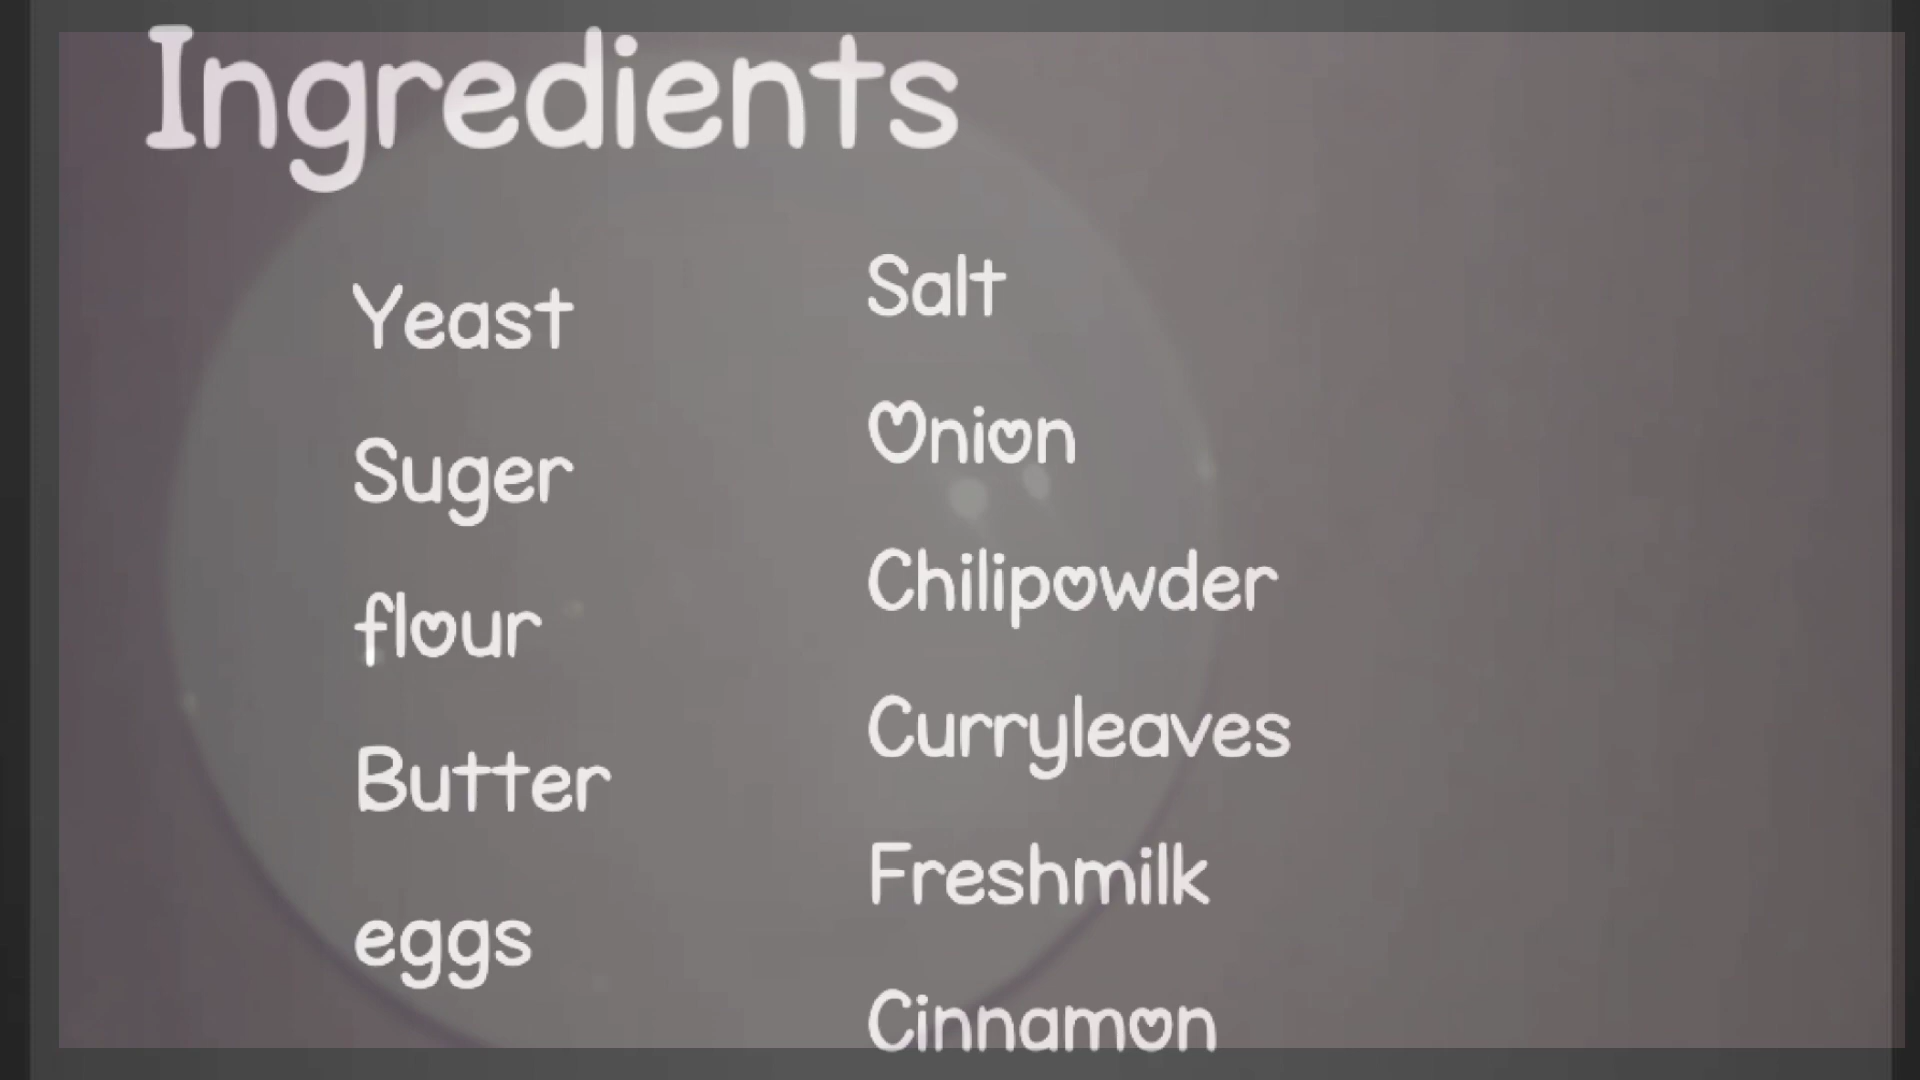 Ingredients
Yeast
Suger
flour
Butter
eggs
Salt
Onion
Chilipowder
Curryleaves
Freshmilk
Cinnamon